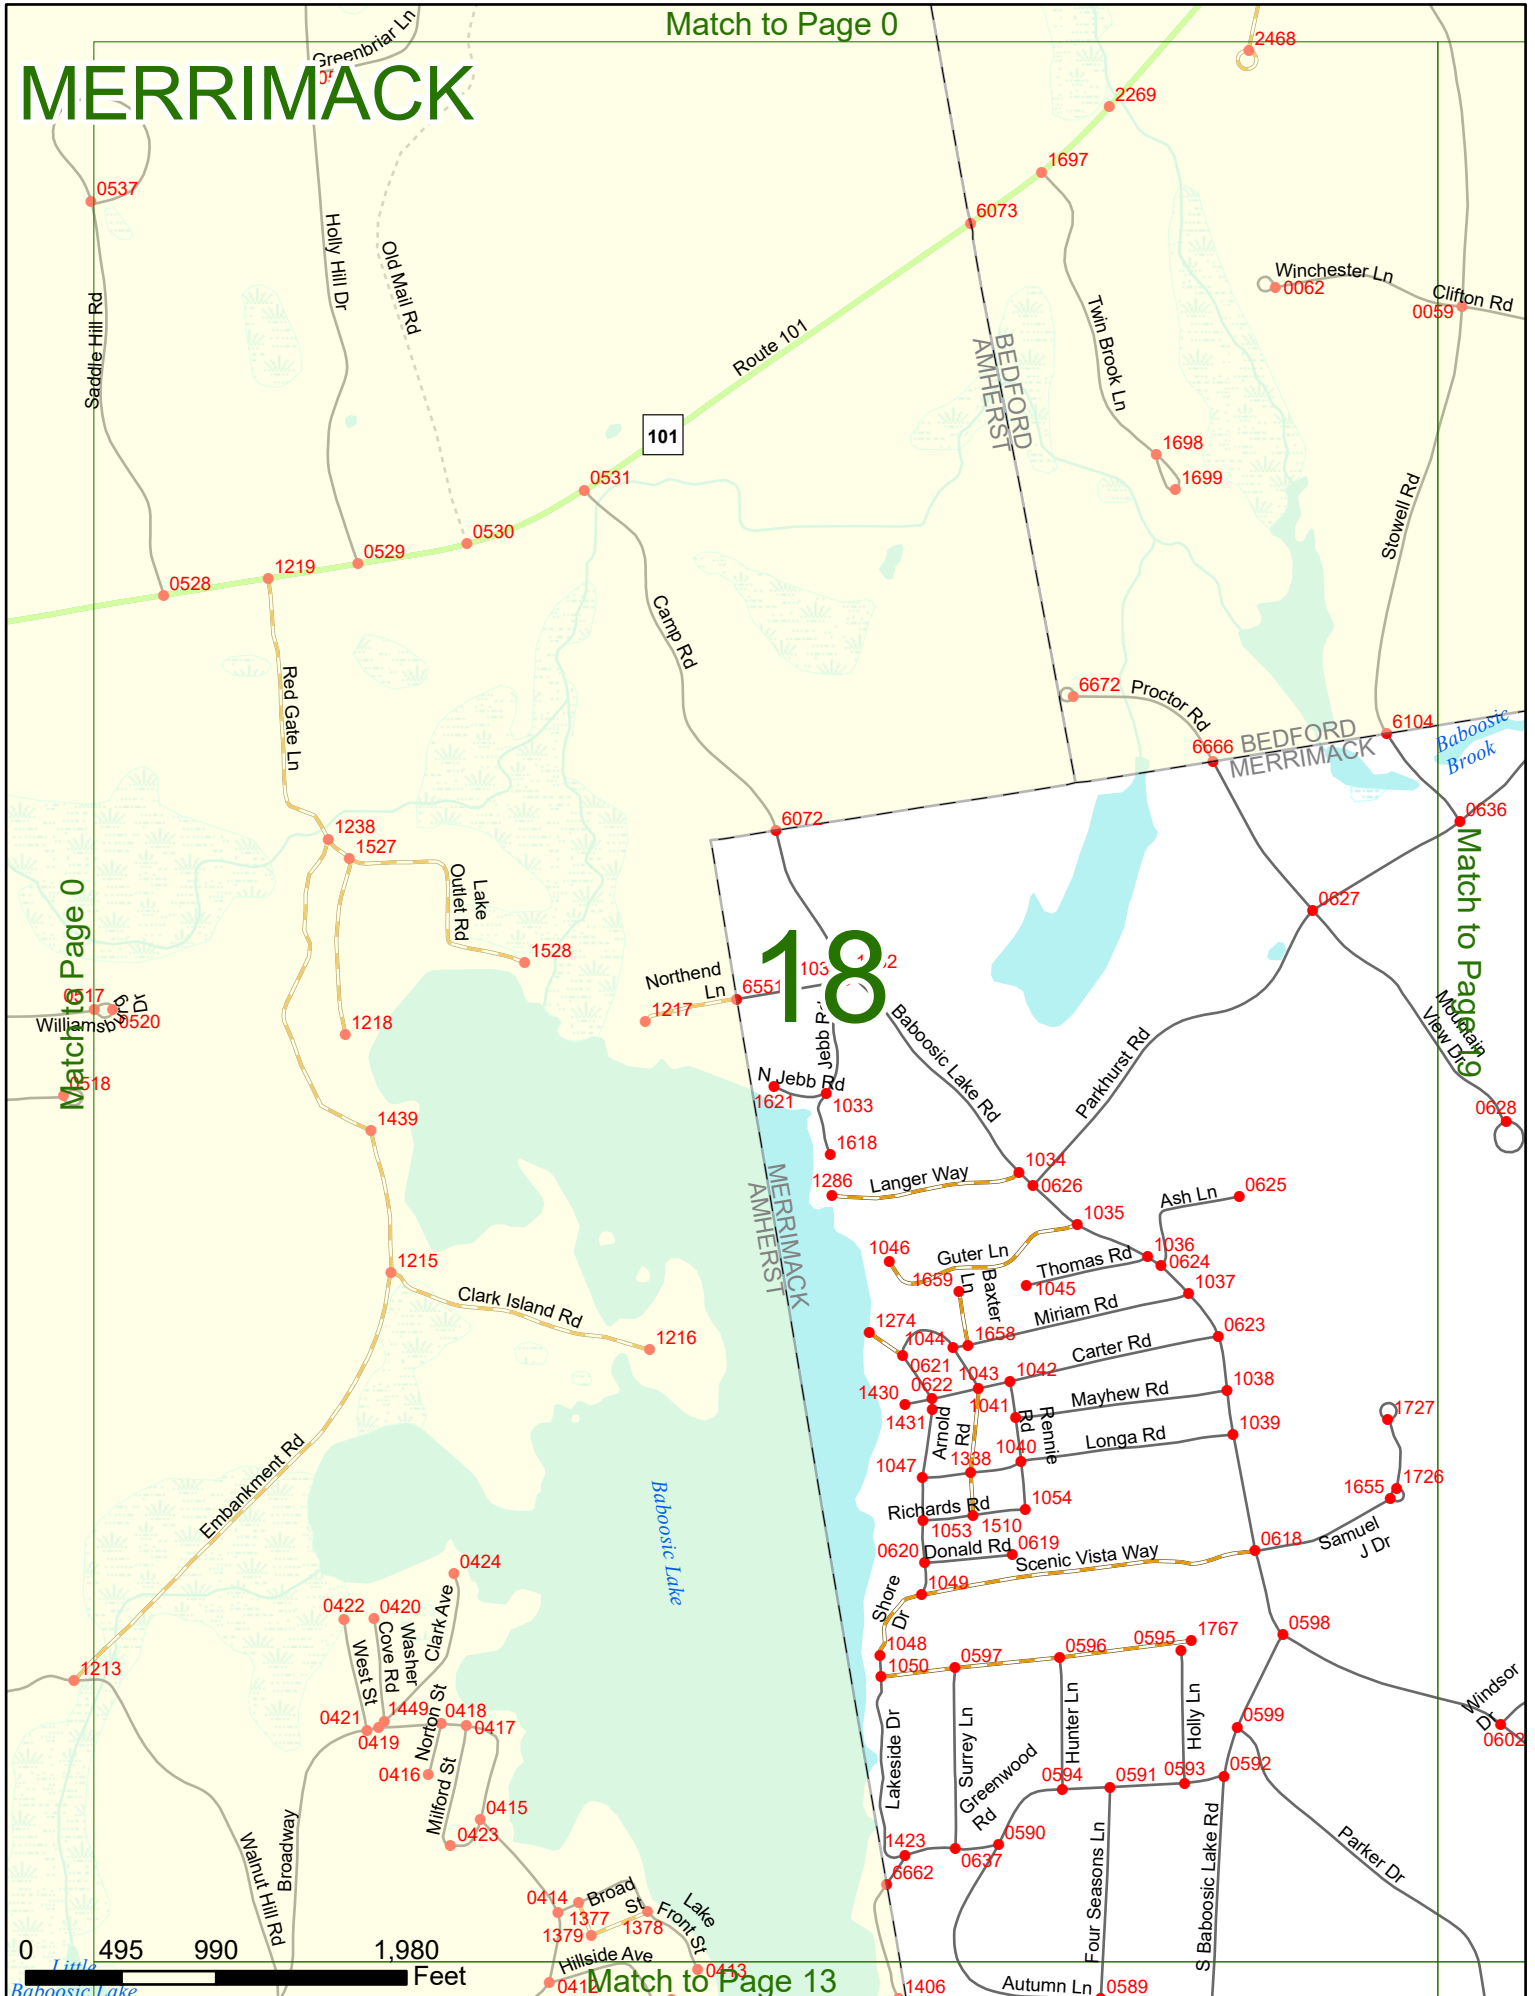 Match to Page 0
MERRIMACK
Greenbriar Ln
2468
2269
1697
6073
0537
Saddle Hill Rd
Holly Hill Dr
Old Mail Rd
Route 101
101
BEDFORD
AMHERST
Twin Brook Ln
Winchester Ln
0062
Clifton Rd
0059
1698
1699
Stowell Rd
0531
0530
0529
1219
0528
Camp Rd
Red Gate Ln
6672
Proctor Rd
6666
BEDFORD
MERRIMACK
6104
Baboosic
Brook
6072
0636
1238
1527
Lake
Outlet Rd
1528
0627
Match to Page 0
Match to Page 19
18
Northend
Ln
6551
1217
0517
0520
Williamsburg
Dr
0518
1218
Jebb Rd
Baboosic Lake Rd
Parkhurst Rd
Mountain
View Dr
0628
N Jebb Rd
1621
1033
1618
1439
1286
Langer Way
1034
0626
Ash Ln
0625
1035
MERRIMACK
AMHERST
1046
Guter Ln
Thomas Rd
1036
0624
1659
Baxter
Ln
1045
1037
1215
Clark Island Rd
1216
1274
1044
1658
Miriam Rd
0623
0621
Carter Rd
1043
1042
1430
0622
1431
1041
Mayhew Rd
1038
Arnold
Rd
Rennie
Rd
1727
1039
Longa Rd
1338
1040
1047
1726
1655
Embankment Rd
Baboosic Lake
Richards Rd
1054
1053
1510
Samuel
J Dr
0618
0620
Donald Rd
0619
Scenic Vista Way
0424
1049
Shore
Dr
0422
0420
Clark Ave
Washer
Cove Rd
West St
1048
1050
0597
0596
0595
1767
0598
1213
1449
0421
0419
Norton St
0418
0417
Windsor
Dr
0602
0599
Lakeside Dr
Surrey Ln
Hunter Ln
Holly Ln
Greenwood
Rd
0416
Milford St
0594
0591
0593
0592
0415
0423
Broadway
Walnut Hill Rd
1423
0637
0590
6662
Four Seasons Ln
S Baboosic Lake Rd
Parker Dr
0414
Broad
St
1377
1378
1379
Lake
Front St
0413
Hillside Ave
0412
0 495 990 1,980
Feet
Little
Baboosic Lake
Match to Page 13
1406
Autumn Ln
0589